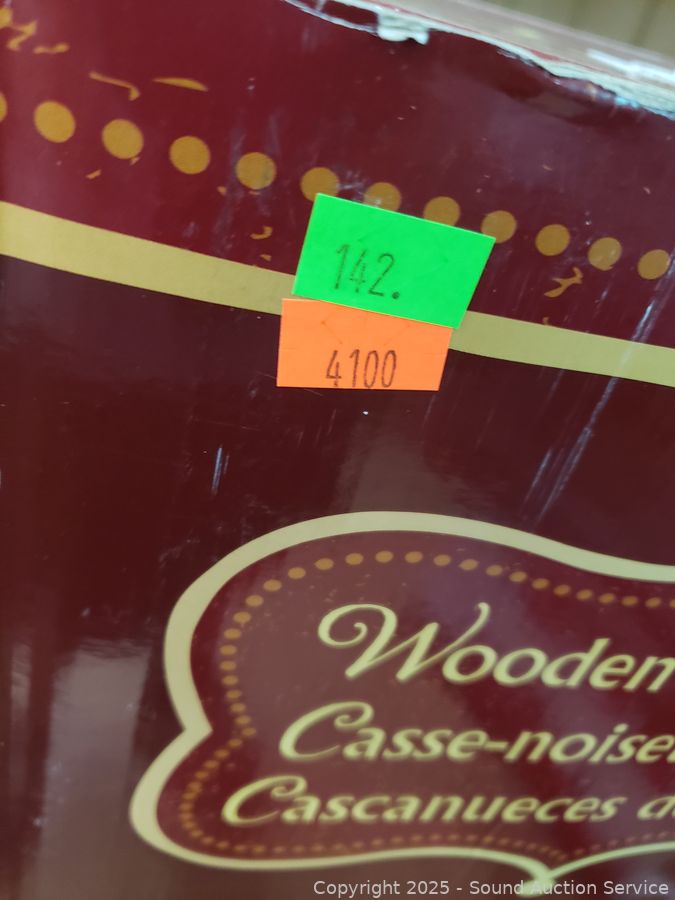 142.
4100
Wooden
Casse-noise
Cascanueces d
Copyright © 2025 - Sound Auction Service